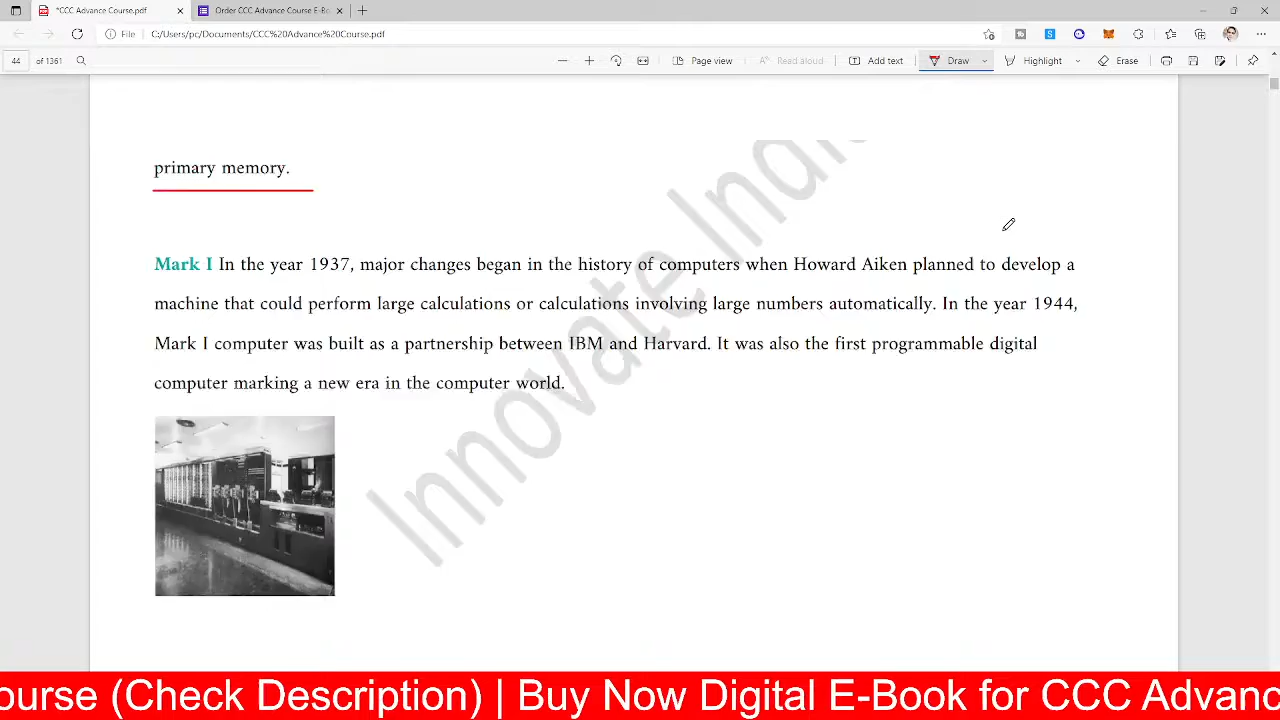 *CCC Advance Course.pdf
Order CCC Advance Course E-Bo
File
C:/Users/pc/Documents/CCC%20Advance%20Course.pdf
44 of 1361
Page view
Read aloud
Add text
Draw
Highlight
Erase
primary memory.
Mark I In the year 1937, major changes began in the history of computers when Howard Aiken planned to develop a
machine that could perform large calculations or calculations involving large numbers automatically. In the year 1944,
Mark I computer was built as a partnership between IBM and Harvard. It was also the first programmable digital
computer marking a new era in the computer world.
Innovate Indi
ourse (Check Description) | Buy Now Digital E-Book for CCC Advanc